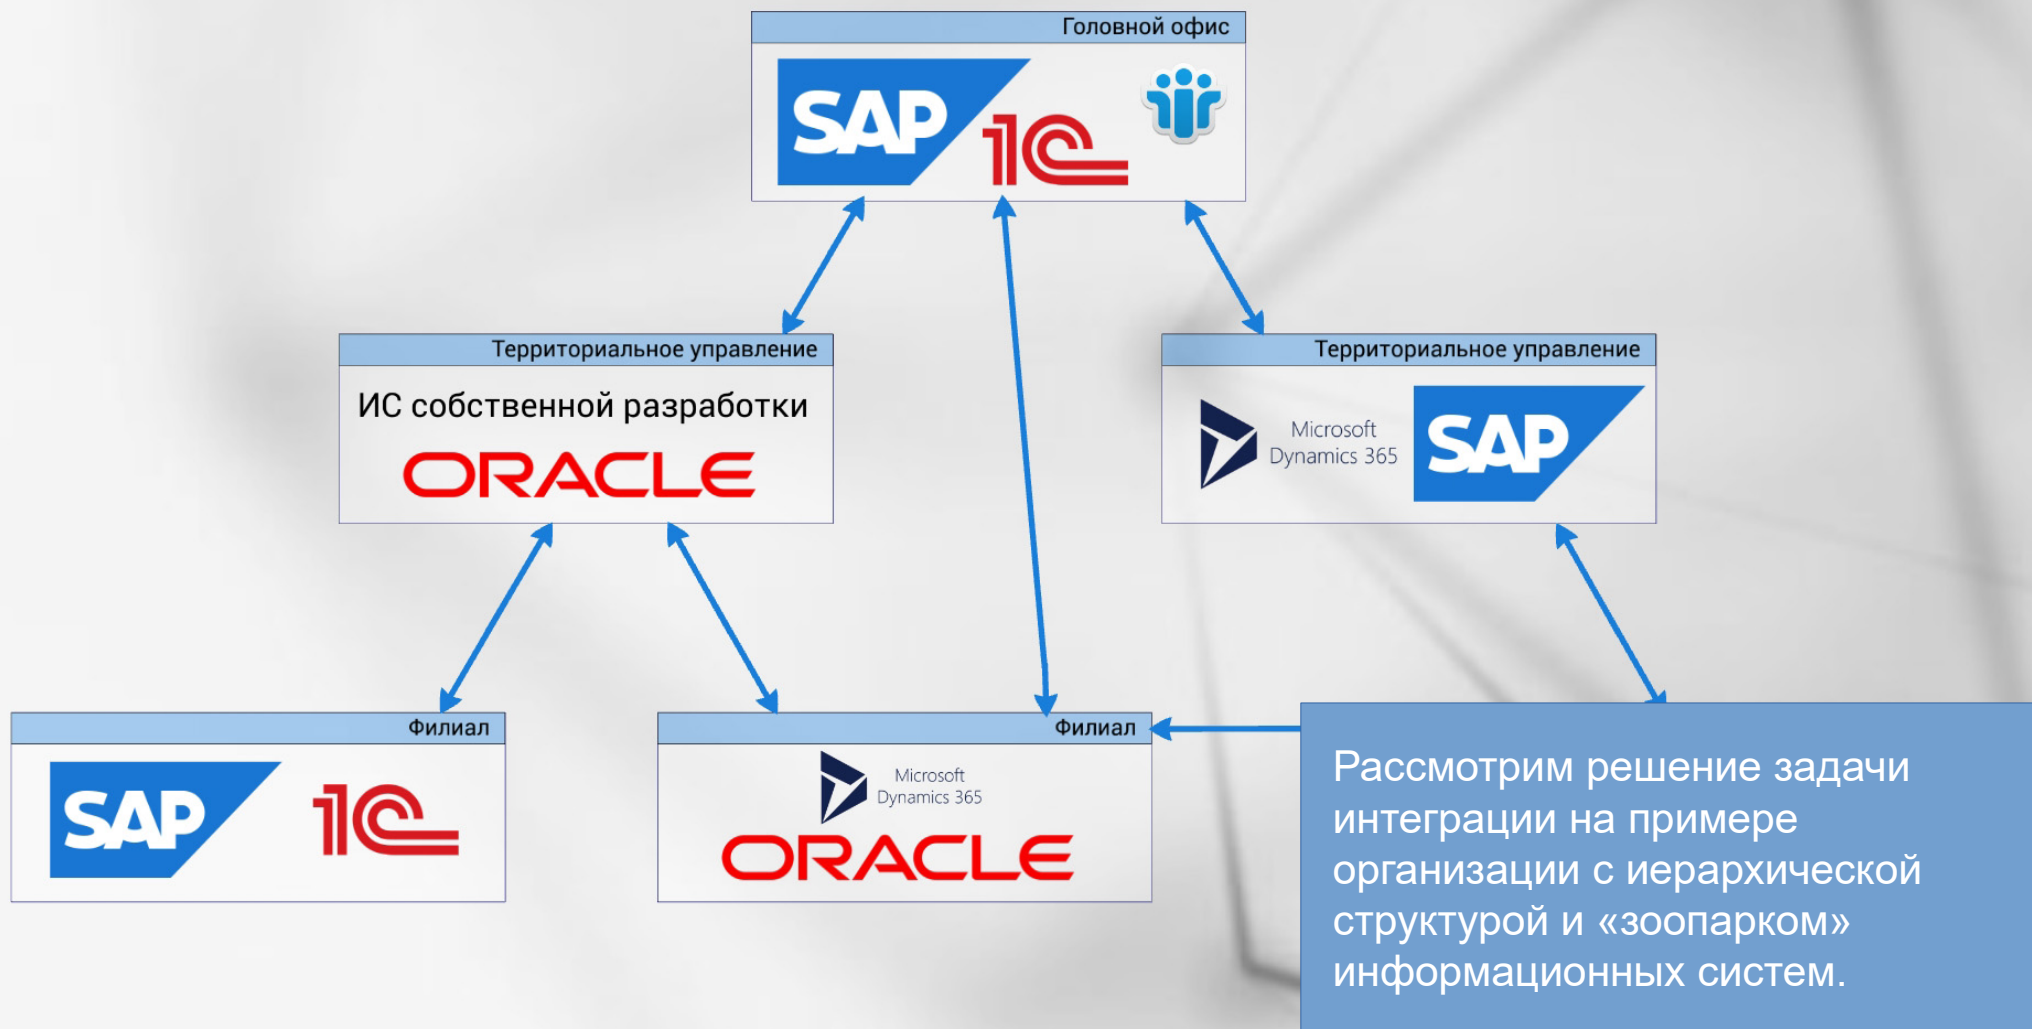 Головной офис
SAP
1С
Территориальное управление
ИС собственной разработки
ORACLE
Территориальное управление
Microsoft
Dynamics 365
SAP
Филиал
SAP
1С
Филиал
Microsoft
Dynamics 365
ORACLE
Рассмотрим решение задачи
интеграции на примере
организации с иерархической
структурой и «зоопарком»
информационных систем.